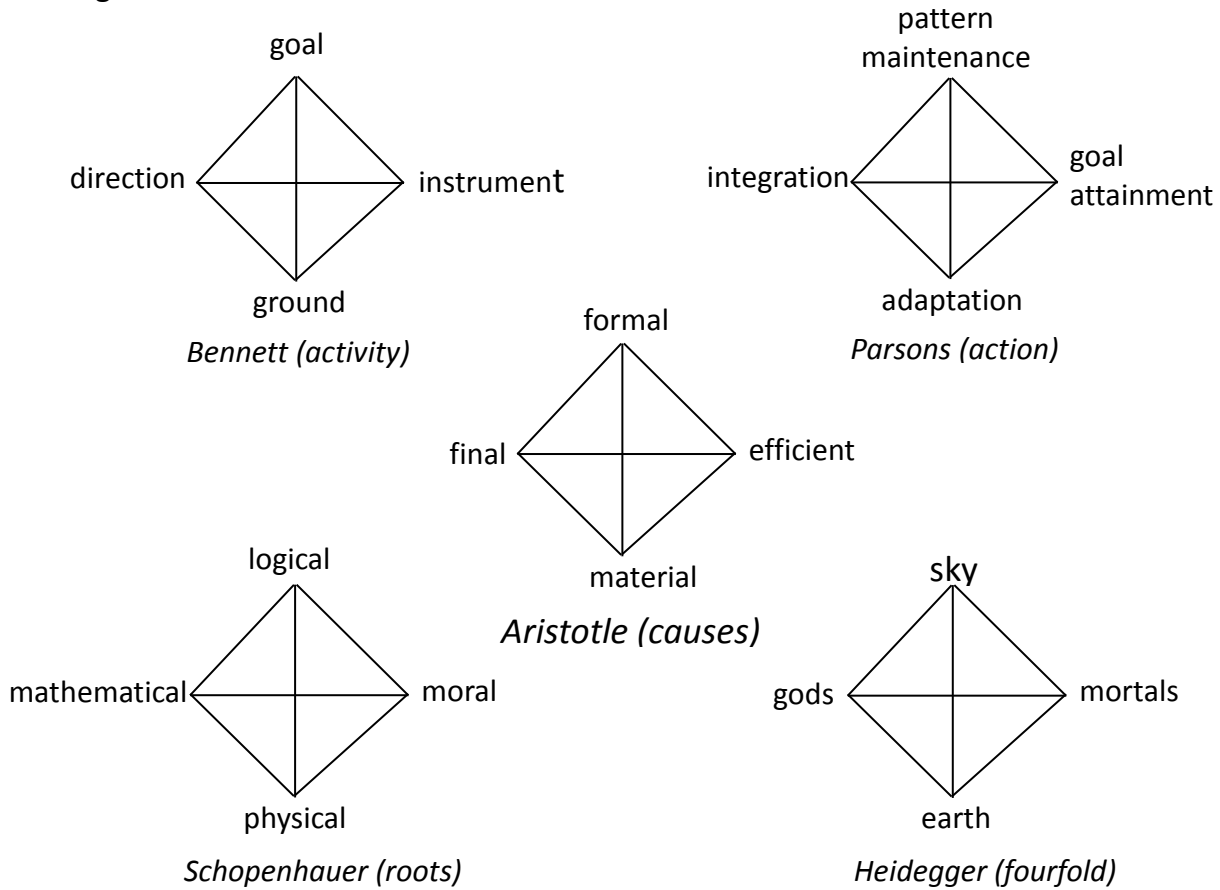 goal
direction
instrument
ground
Bennett (activity)
pattern
maintenance
integration
goal
attainment
adaptation
Parsons (action)
formal
final
efficient
material
Aristotle (causes)
logical
mathematical
moral
physical
Schopenhauer (roots)
sky
gods
mortals
earth
Heidegger (fourfold)